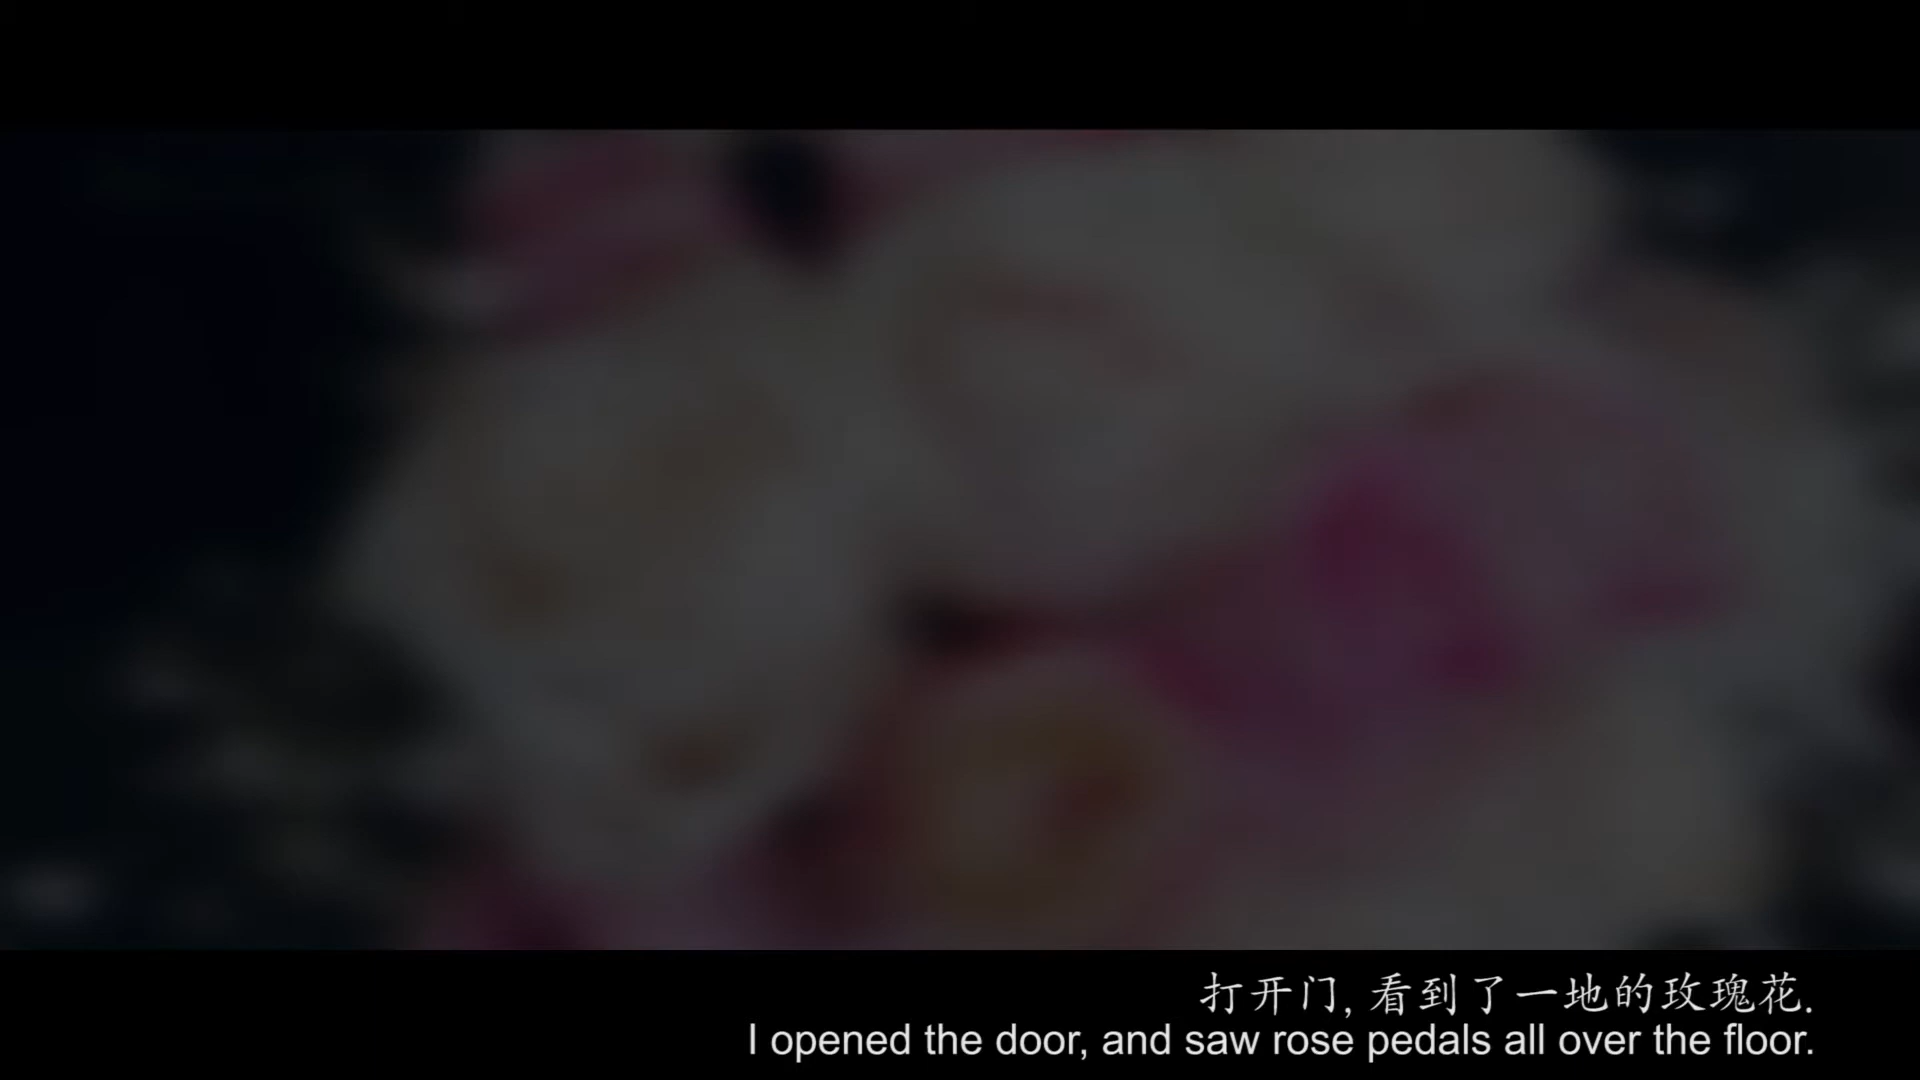 打开门, 看到了一地的玫瑰花.
I opened the door, and saw rose pedals all over the floor.